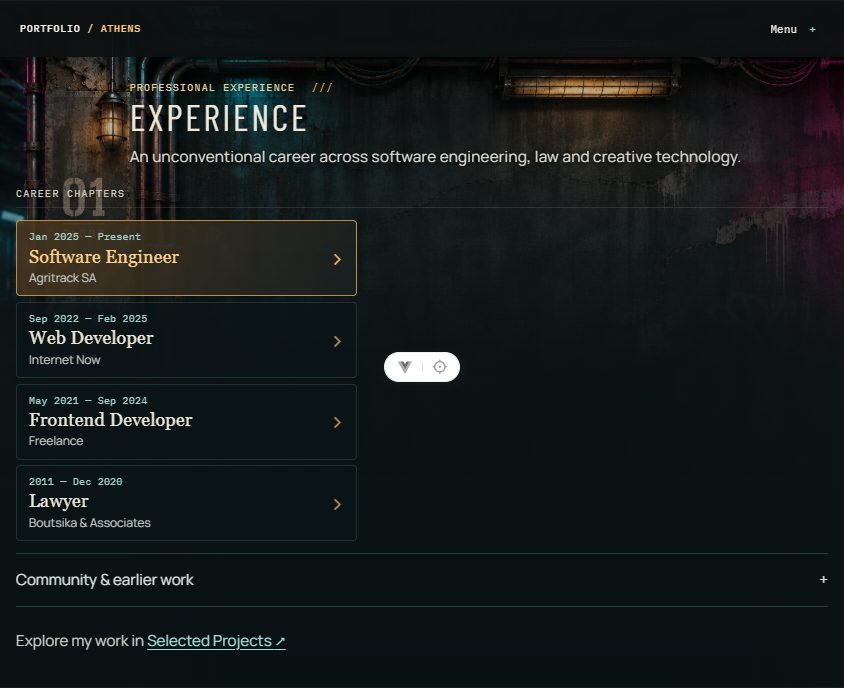 PORTFOLIO / ATHENS
Menu +
PROFESSIONAL EXPERIENCE ///
EXPERIENCE
An unconventional career across software engineering, law and creative technology.
01
CAREER CHAPTERS
Jan 2025 — Present
Software Engineer
Agritrack SA
Sep 2022 — Feb 2025
Web Developer
Internet Now
May 2021 — Sep 2024
Frontend Developer
Freelance
2011 — Dec 2020
Lawyer
Boutsika & Associates
Community & earlier work +
Explore my work in Selected Projects ↗